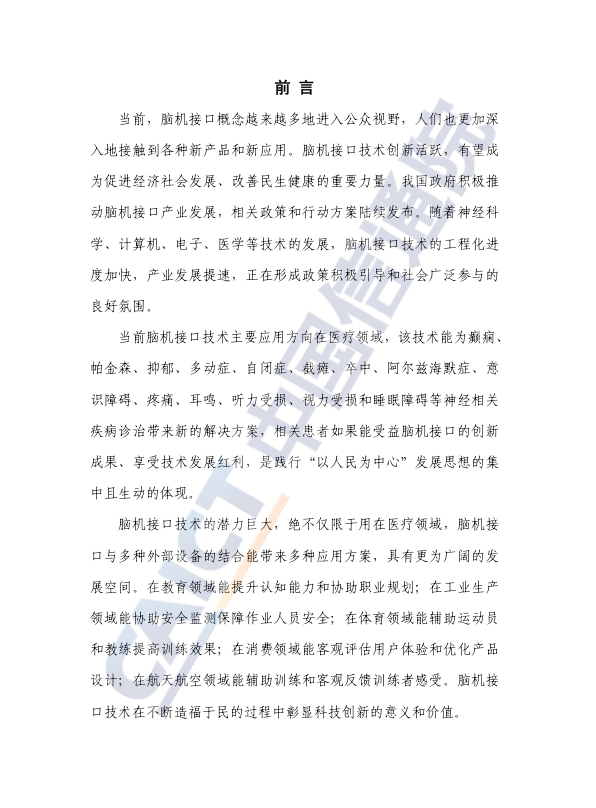 前 言
当前，脑机接口概念越来越多地进入公众视野，人们也更加深
入地接触到各种新产品和新应用。脑机接口技术创新活跃，有望成
为促进经济社会发展、改善民生健康的重要力量。我国政府积极推
动脑机接口产业发展，相关政策和行动方案陆续发布。随着神经科
学、计算机、电子、医学等技术的发展，脑机接口技术的工程化进
度加快，产业发展提速，正在形成政策积极引导和社会广泛参与的
良好氛围。
当前脑机接口技术主要应用方向在医疗领域，该技术能为癫痫、
帕金森、抑郁、多动症、自闭症、截瘫、卒中、阿尔兹海默症、意
识障碍、疼痛、耳鸣、听力受损、视力受损和睡眠障碍等神经相关
疾病诊治带来新的解决方案，相关患者如果能受益脑机接口的创新
成果、享受技术发展红利，是践行“以人民为中心”发展思想的集
中且生动的体现。
脑机接口技术的潜力巨大，绝不仅限于用在医疗领域，脑机接
口与多种外部设备的结合能带来多种应用方案，具有更为广阔的发
展空间。在教育领域能提升认知能力和协助职业规划；在工业生产
领域能协助安全监测保障作业人员安全；在体育领域能辅助运动员
和教练提高训练效果；在消费领域能客观评估用户体验和优化产品
设计；在航天航空领域能辅助训练和客观反馈训练者感受。脑机接
口技术在不断造福于民的过程中彰显科技创新的意义和价值。
CAICT 中国信通院